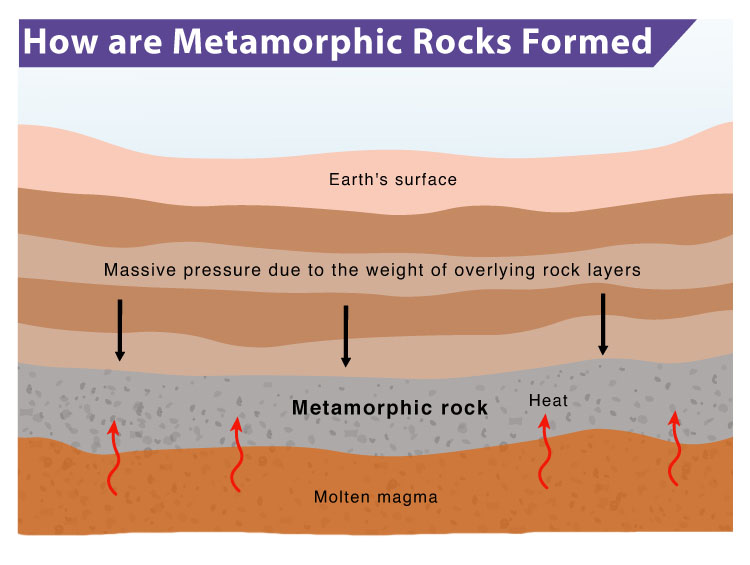 How are Metamorphic Rocks Formed
Earth's surface
Massive pressure due to the weight of overlying rock layers
Metamorphic rock
Heat
Molten magma